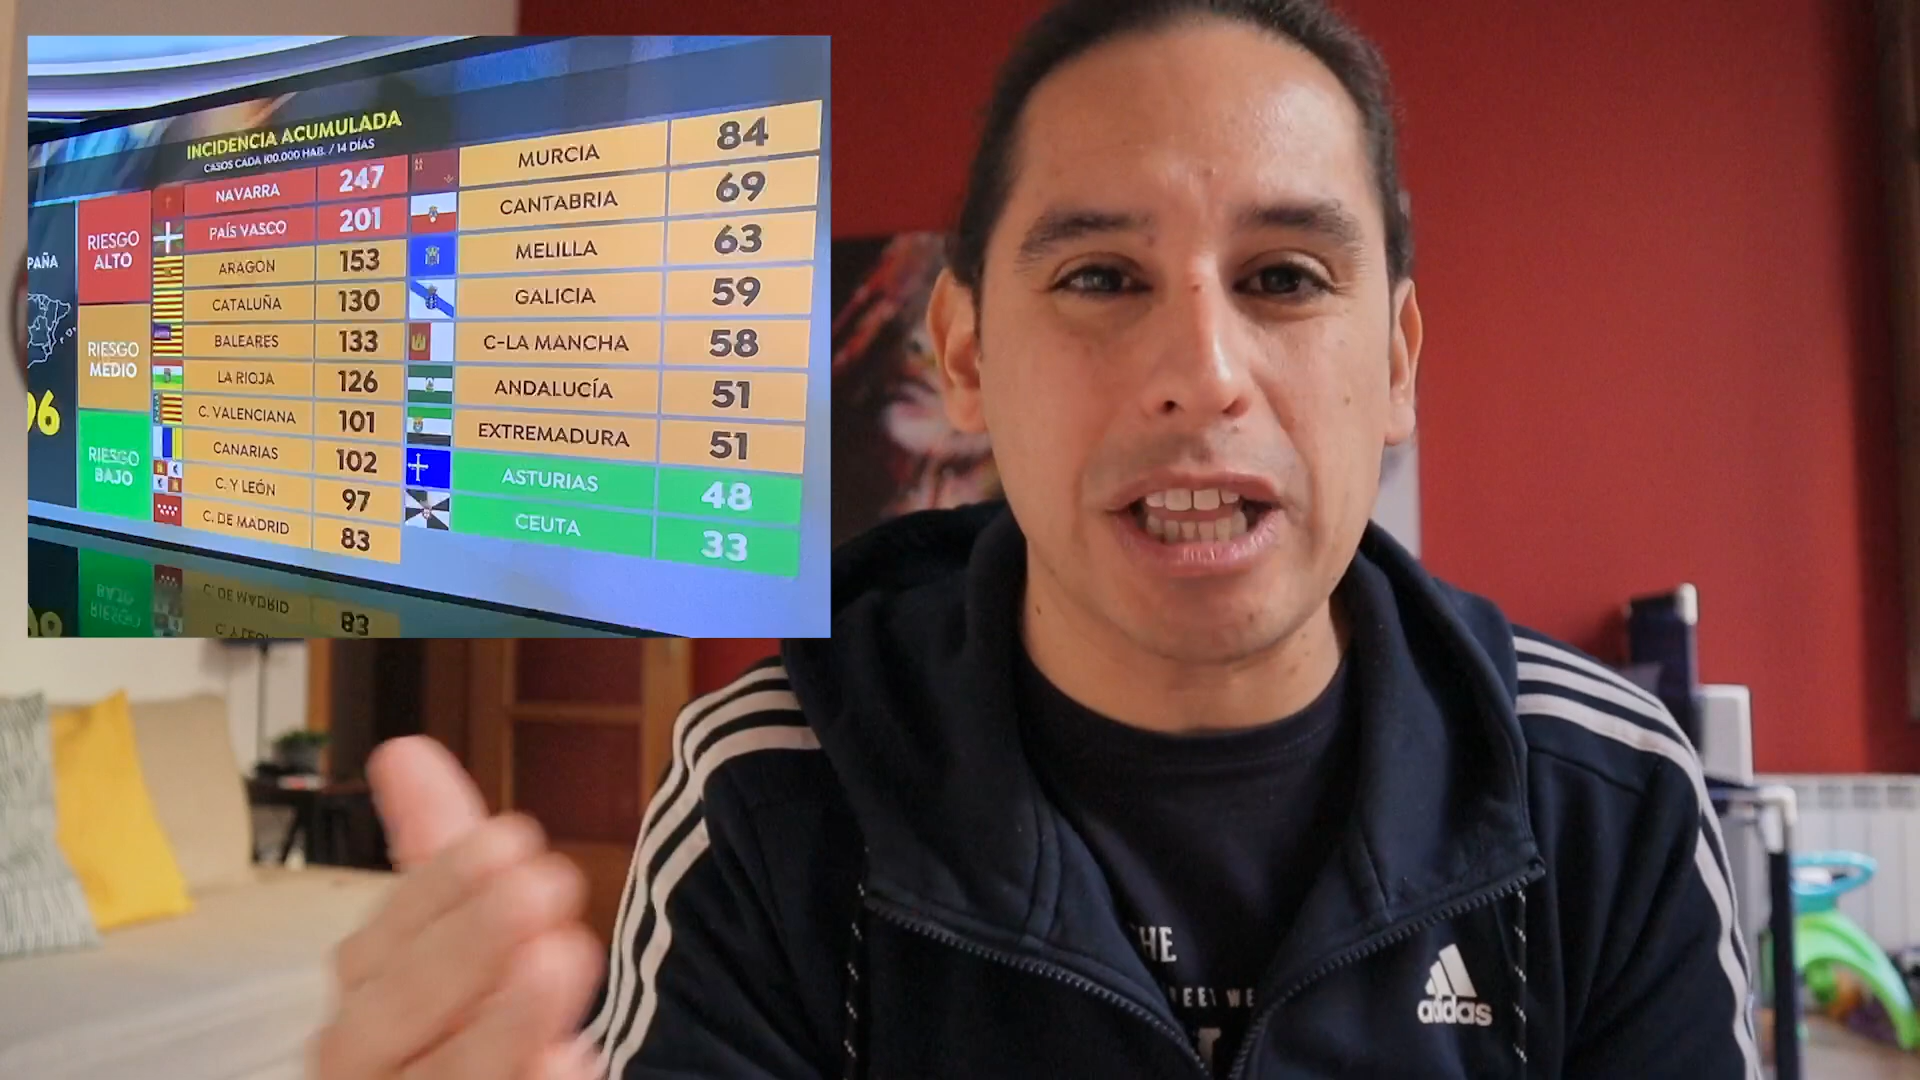 INCIDENCIA ACUMULADA
CASOS CADA 100.000 HAB. / 14 DÍAS
PAÑA
96
RIESGO
ALTO
RIESGO
MEDIO
RIESGO
BAJO
NAVARRA 247
PAÍS VASCO 201
ARAGÓN 153
CATALUÑA 130
BALEARES 133
LA RIOJA 126
C. VALENCIANA 101
CANARIAS 102
C. Y LEÓN 97
C. DE MADRID 83
MURCIA 84
CANTABRIA 69
MELILLA 63
GALICIA 59
C-LA MANCHA 58
ANDALUCÍA 51
EXTREMADURA 51
ASTURIAS 48
CEUTA 33
HE
EET WE
adidas